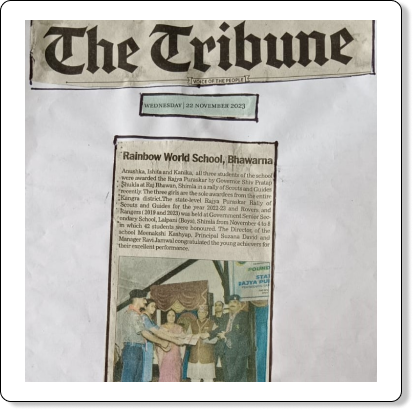 The Tribune
VOICE OF THE PEOPLE
WEDNESDAY | 22 NOVEMBER 2023
Rainbow World School, Bhawarna
Anushka, Ishita and Kanika, all three students of the school
were awarded the Rajya Puraskar by Governor Shiv Pratap
Shukla at Raj Bhawan, Shimla in a rally of Scouts and Guides
recently. The three girls are the sole awardees from the entire
Kangra district. The state-level Rajya Puraskar Rally of
Scouts and Guides for the year 2022-23 and Rovers and
Rangers (2019 and 2023) was held at Government Senior Sec-
ondary School, Lalpani (Boys), Shimla from November 4 to 8
in which 42 students were honoured. The Director, of the
school Meenakshi Kashyap, Principal Suzana David and
Manager Ravi Jamwal congratulated the young achievers for
their excellent performance.